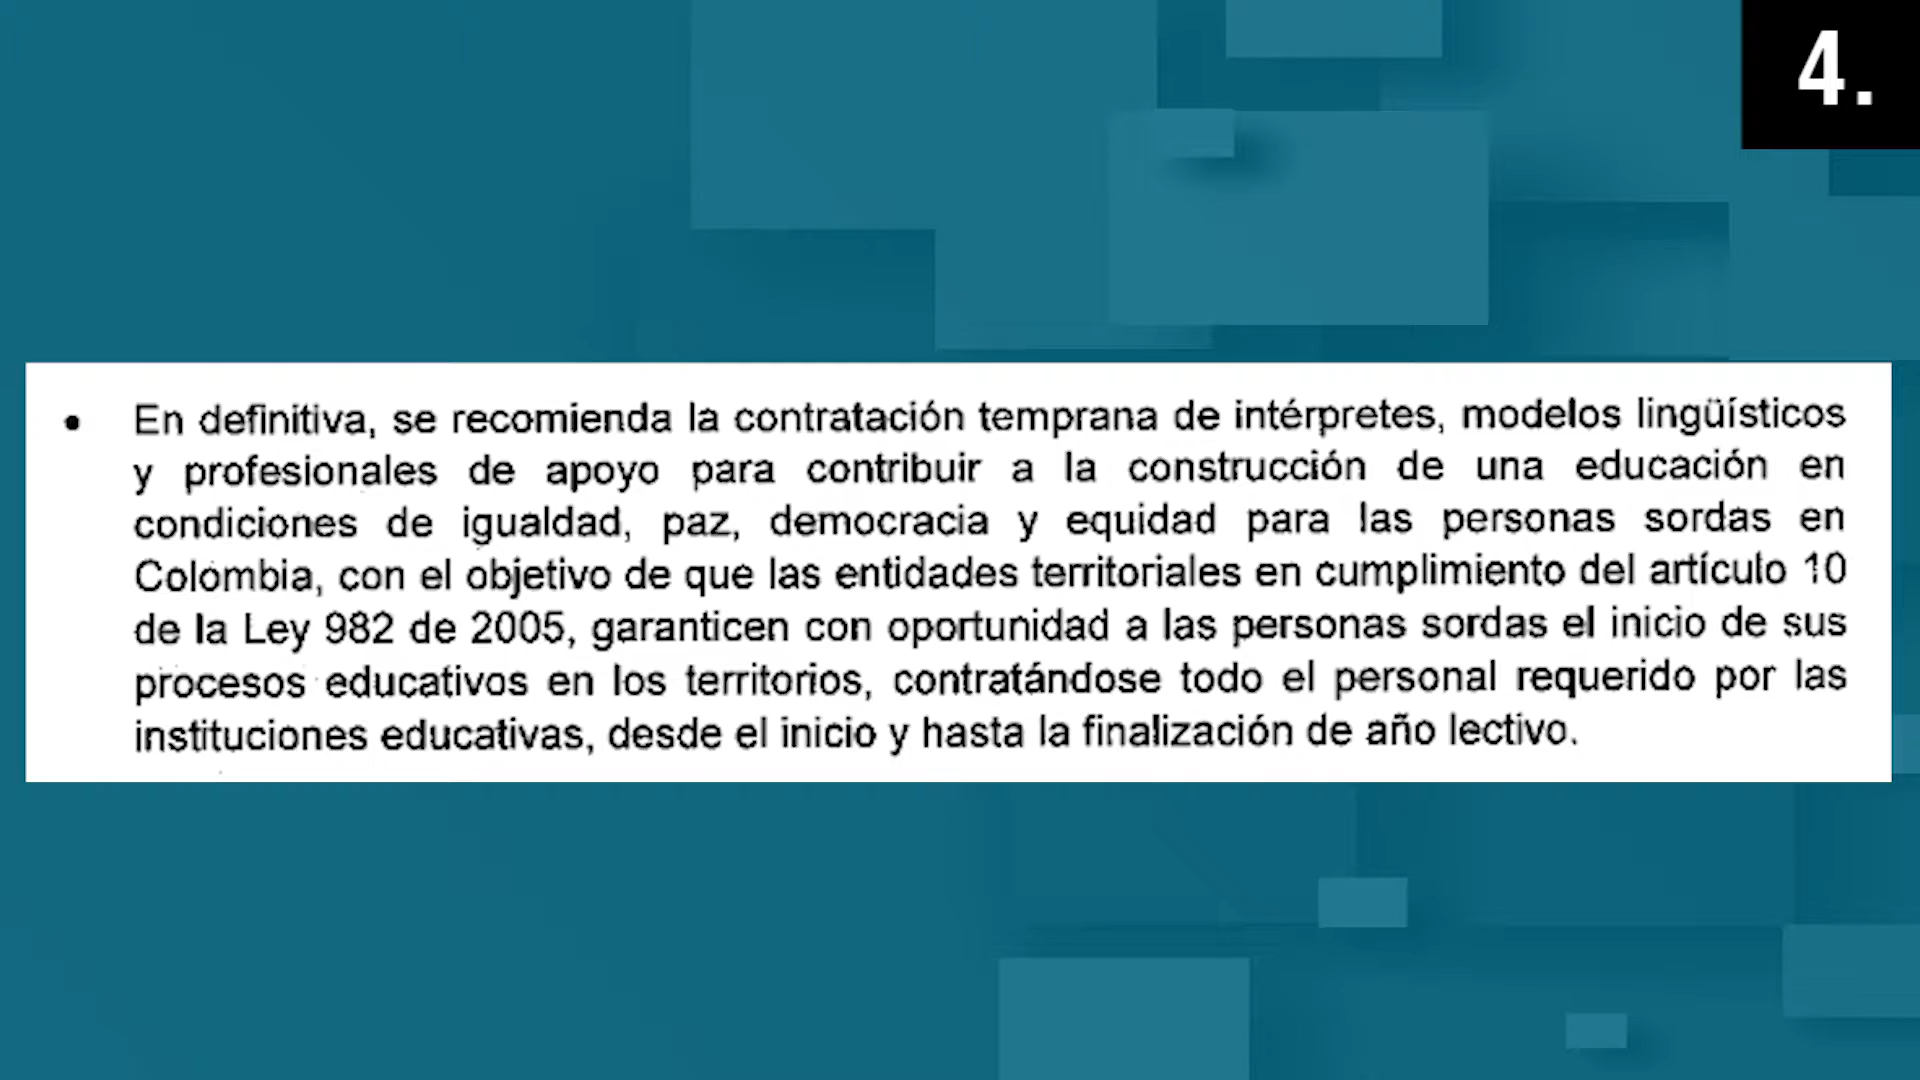 4.
• En definitiva, se recomienda la contratación temprana de intérpretes, modelos lingüísticos
y profesionales de apoyo para contribuir a la construcción de una educación en
condiciones de igualdad, paz, democracia y equidad para las personas sordas en
Colombia, con el objetivo de que las entidades territoriales en cumplimiento del artículo 10
de la Ley 982 de 2005, garanticen con oportunidad a las personas sordas el inicio de sus
procesos educativos en los territorios, contratándose todo el personal requerido por las
instituciones educativas, desde el inicio y hasta la finalización de año lectivo.